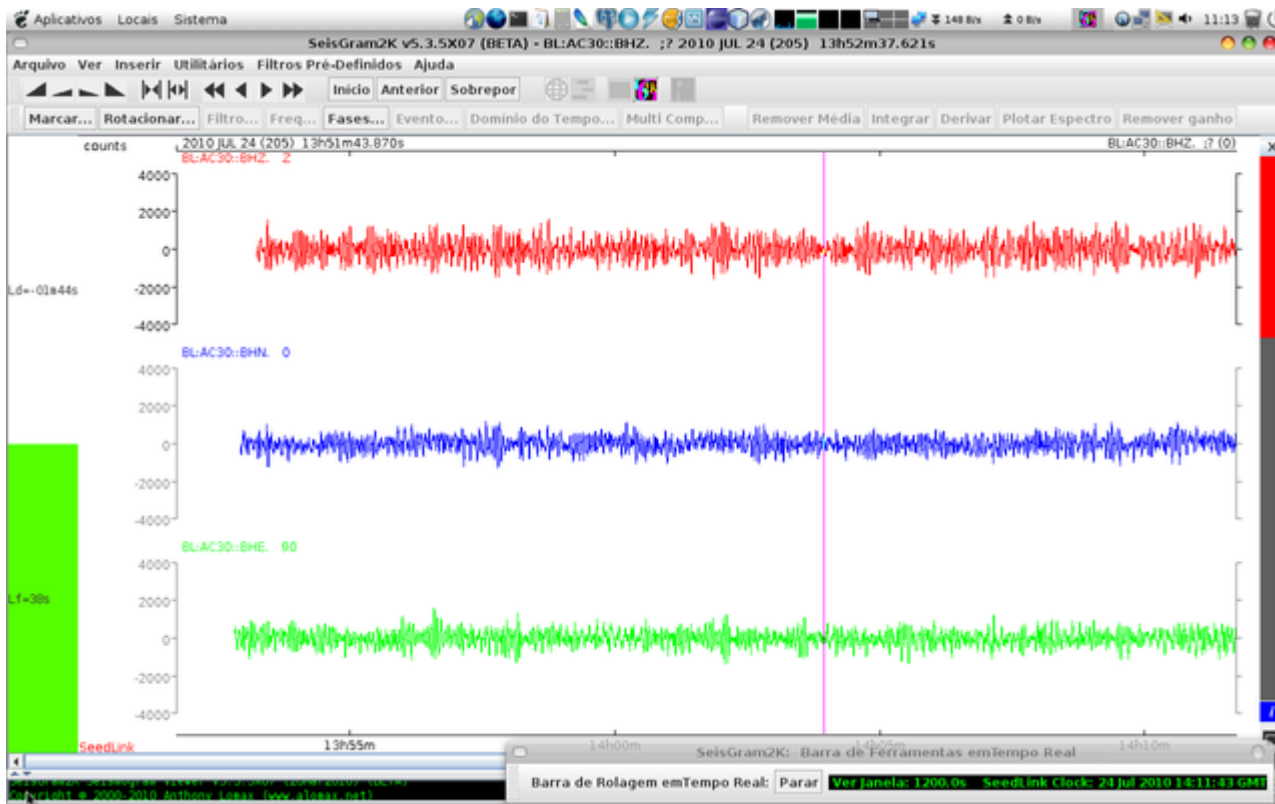 Aplicativos Locais Sistema 148 B/s 0 B/s 11:13
SeisGram2K v5.3.5X07 (BETA) - BL:AC30::BHZ. ;? 2010 JUL 24 (205) 13h52m37.621s
Arquivo Ver Inserir Utilitários Filtros Pré-Definidos Ajuda
Início Anterior Sobrepor
Marcar... Rotacionar... Filtro... Freq... Fases... Evento... Domínio do Tempo... Multi Comp... Remover Média Integrar Derivar Plotar Espectro Remover ganho
counts 2010 JUL 24 (205) 13h51m43.870s BL:AC30::BHZ. ;? (0)
BL:AC30::BHZ. Z
4000
2000
0
Ld=-01m44s
-2000
-4000
BL:AC30::BHN. 0
4000
2000
0
-2000
-4000
BL:AC30::BHE. 90
4000
Lf=38s
2000
0
-2000
-4000
SeedLink
13h55m 14h00m 14h05m 14h10m
SeisGram2K: Barra de Ferramentas emTempo Real
Barra de Rolagem emTempo Real: Parar Ver Janela: 1200.0s SeedLink Clock: 24 Jul 2010 14:11:43 GMT
Copyright © 2000-2010 Anthony Lomax (www.alomax.net)